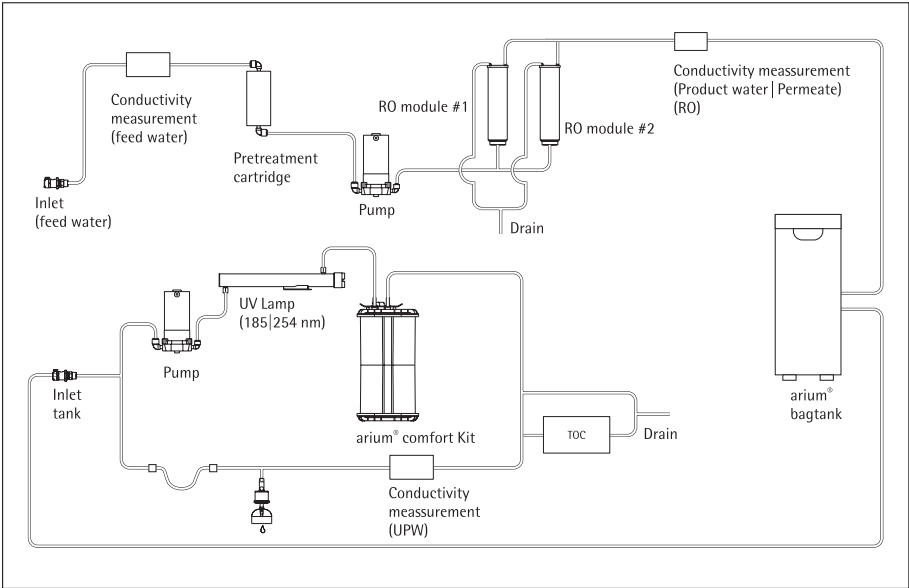 Conductivity
measurement
(feed water)
Pretreatment
cartridge
Inlet
(feed water)
Pump
RO module #1
RO module #2
Drain
Conductivity meassurement
(Product water | Permeate)
(RO)
UV Lamp
(185|254 nm)
Pump
Inlet
tank
arium® comfort Kit
TOC
Drain
Conductivity
meassurement
(UPW)
arium®
bagtank